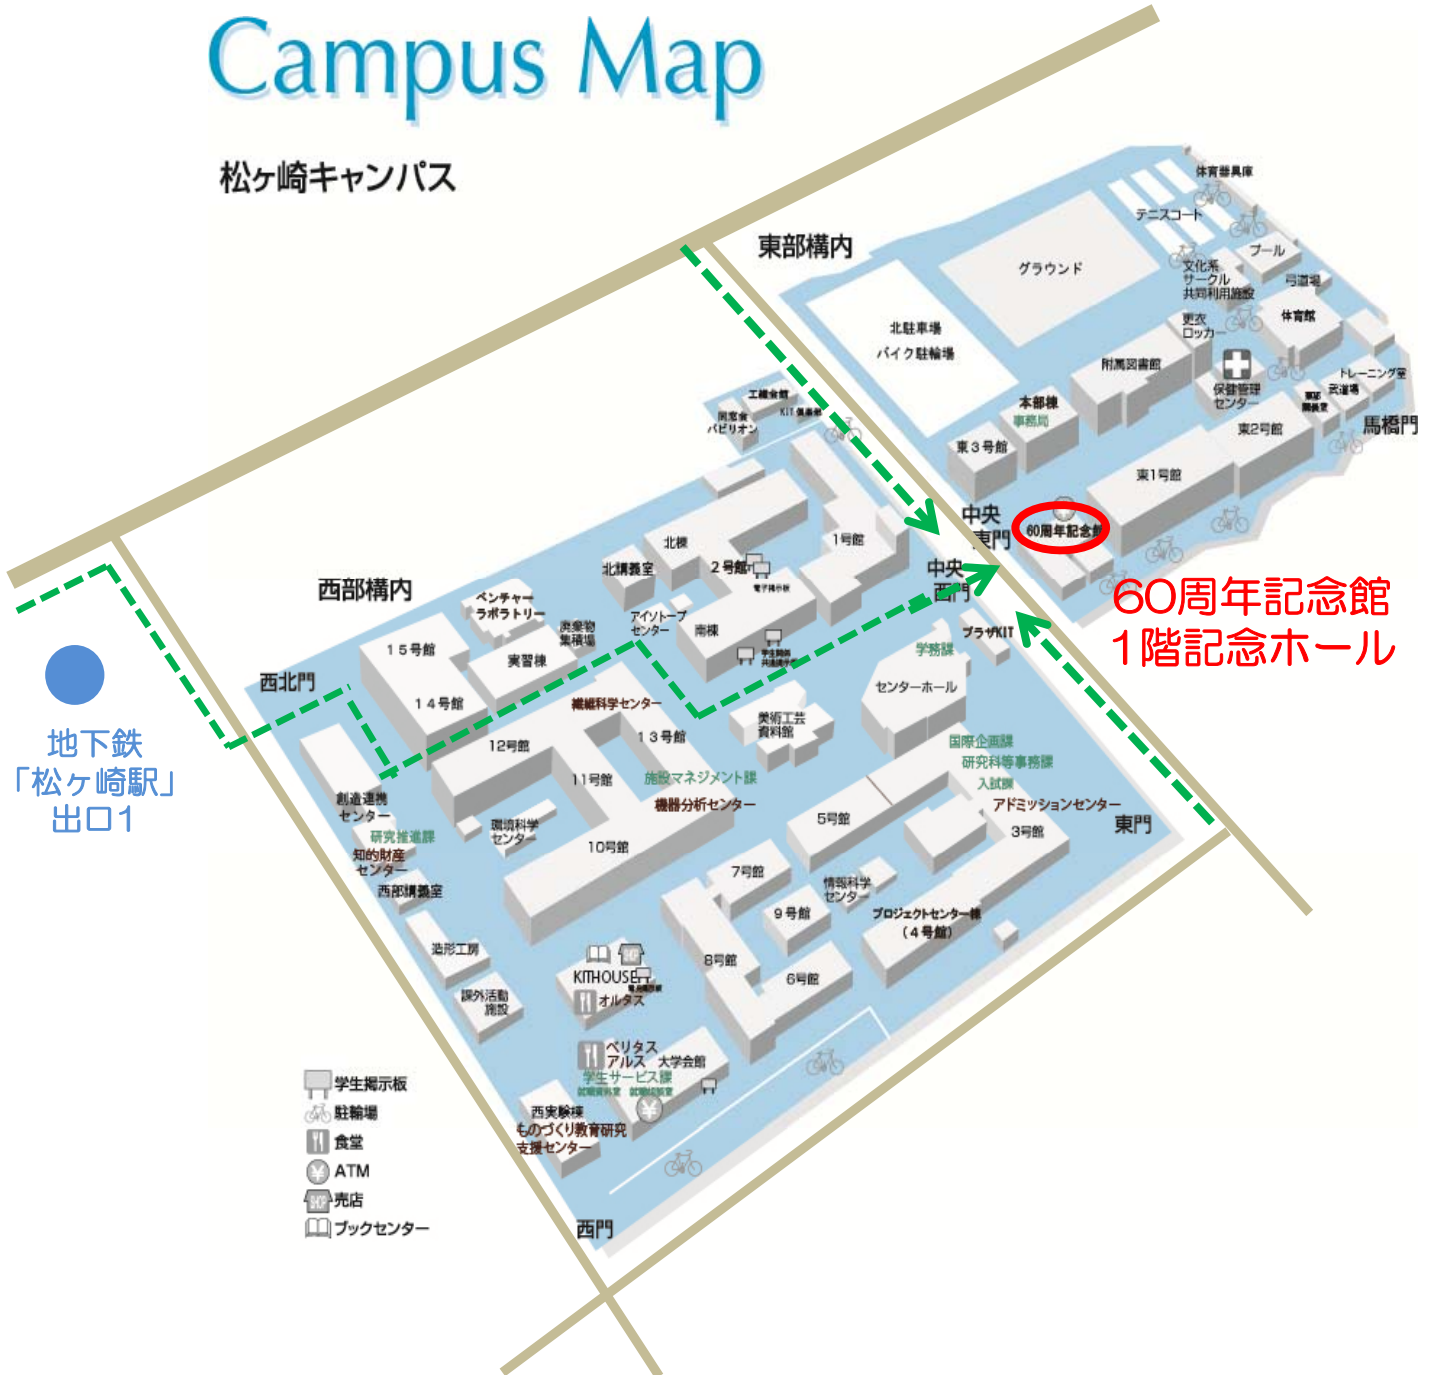 Campus Map
松ヶ崎キャンパス
東部構内
体育器具庫
テニスコート
プール
文化系
サークル
共同利用施設
弓道場
グラウンド
更衣
ロッカー
体育館
北駐車場
バイク駐輪場
附属図書館
保健管理
センター
トレーニング室
武道場
馬橋門
工繊会館
KIT倶楽部
同窓会
パビリオン
本部棟
事務局
東3号館
東2号館
東1号館
中央
東門
60周年記念館
60周年記念館
1階記念ホール
1号館
北棟
2号館
電子掲示板
北講義室
中央
西門
西部構内
ベンチャー
ラボラトリー
廃棄物
集積場
アイソトープ
センター
南棟
プラザKIT
学務課
15号館
実習棟
西北門
14号館
繊維科学センター
センターホール
美術工芸
資料館
地下鉄
「松ヶ崎駅」
出口1
12号館
13号館
11号館
施設マネジメント課
機器分析センター
国際企画課
研究科等事務課
入試課
アドミッションセンター
東門
創造連携
センター
研究推進課
知的財産
センター
環境科学
センター
10号館
5号館
3号館
西部講義室
7号館
情報科学
センター
9号館
プロジェクトセンター棟
(4号館)
造形工房
8号館
6号館
KITHOUSE
オルタス
課外活動
施設
ベリタス
アルス
大学会館
学生サービス課
西実験棟
ものづくり教育研究
支援センター
西門
学生掲示板
駐輪場
食堂
ATM
売店
ブックセンター